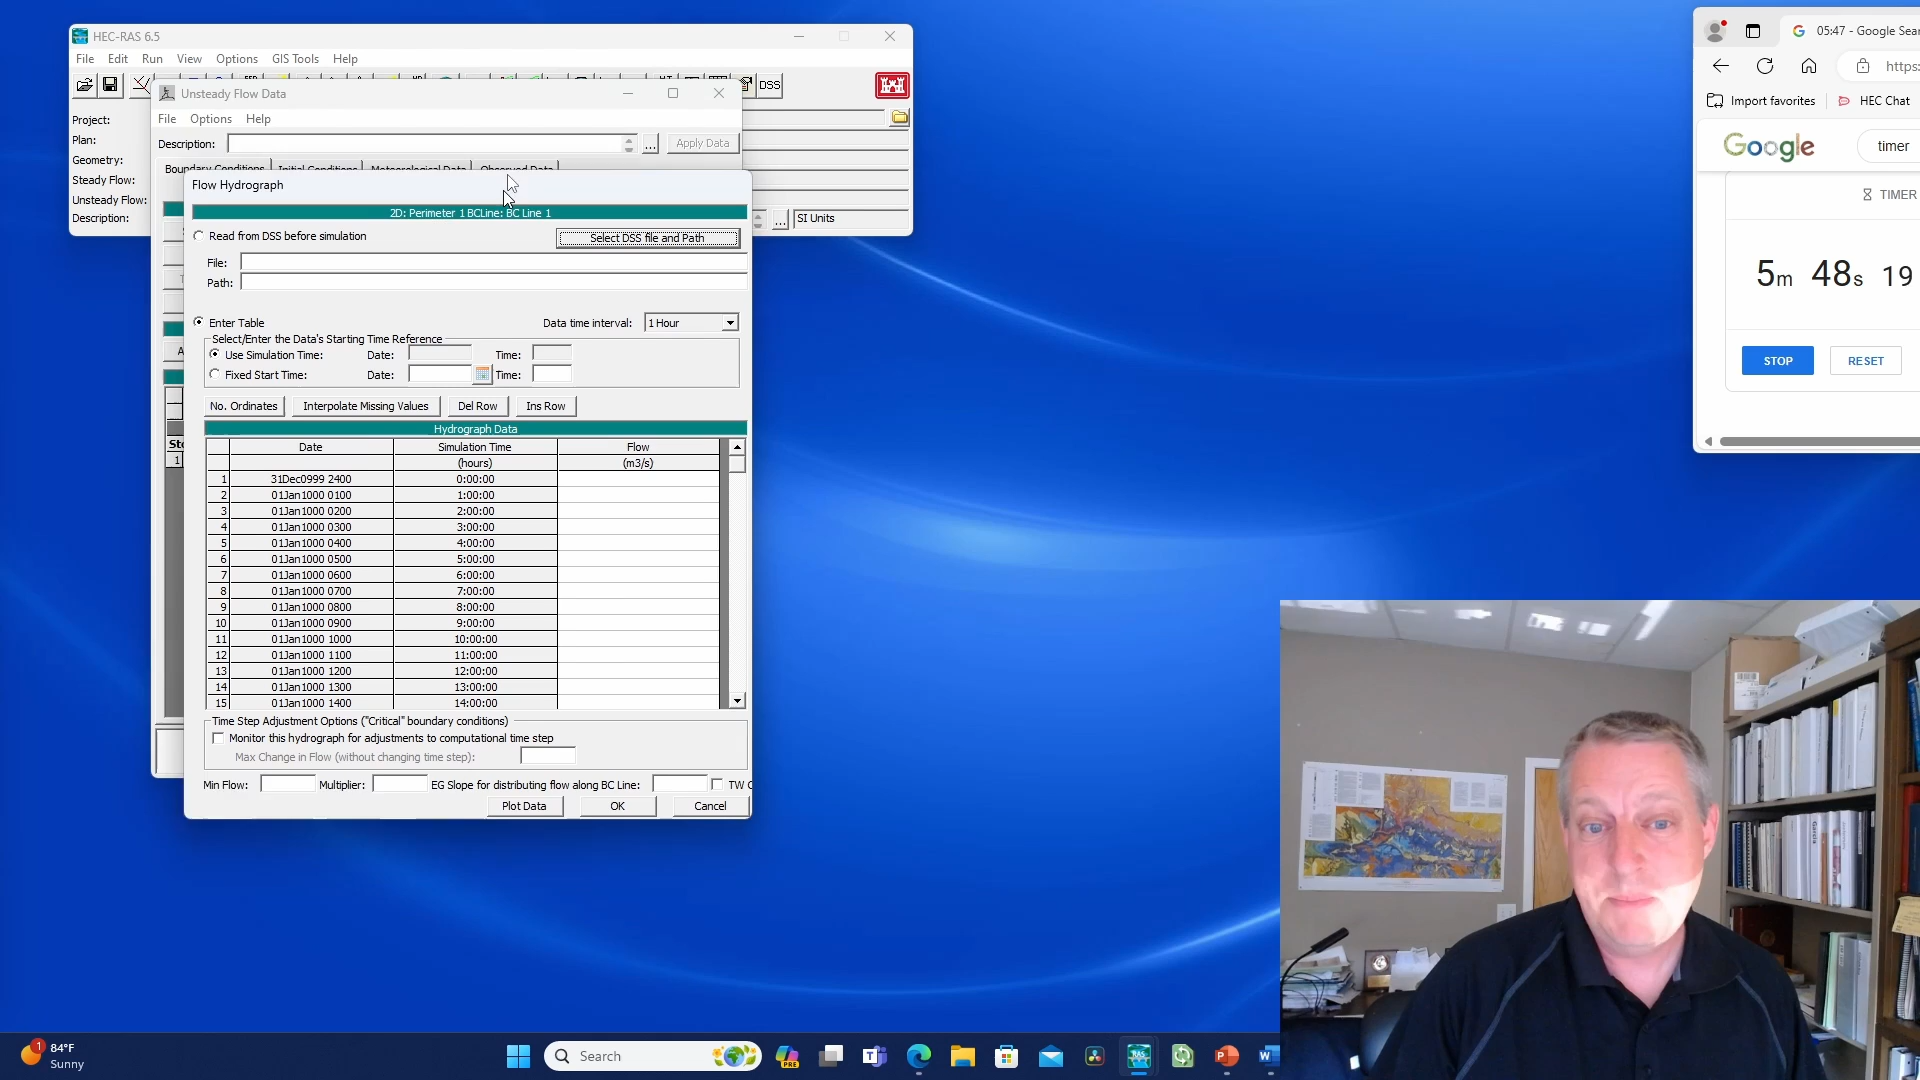 HEC-RAS 6.5
File Edit Run View Options GIS Tools Help
DSS
Project:
Plan:
Geometry:
Steady Flow:
Unsteady Flow:
Description:
... SI Units
Unsteady Flow Data
File Options Help
Description: ... Apply Data
Boundary Conditions Initial Conditions Meteorological Data Observed Data
Flow Hydrograph
2D: Perimeter 1 BCLine: BC Line 1
Read from DSS before simulation Select DSS file and Path
File:
Path:
Enter Table Data time interval: 1 Hour
Select/Enter the Data's Starting Time Reference
Use Simulation Time: Date: Time:
Fixed Start Time: Date: Time:
No. Ordinates Interpolate Missing Values Del Row Ins Row
Hydrograph Data
Date Simulation Time Flow
(hours) (m3/s)
1 31Dec0999 2400 0:00:00
2 01Jan1000 0100 1:00:00
3 01Jan1000 0200 2:00:00
4 01Jan1000 0300 3:00:00
5 01Jan1000 0400 4:00:00
6 01Jan1000 0500 5:00:00
7 01Jan1000 0600 6:00:00
8 01Jan1000 0700 7:00:00
9 01Jan1000 0800 8:00:00
10 01Jan1000 0900 9:00:00
11 01Jan1000 1000 10:00:00
12 01Jan1000 1100 11:00:00
13 01Jan1000 1200 12:00:00
14 01Jan1000 1300 13:00:00
15 01Jan1000 1400 14:00:00
Time Step Adjustment Options ("Critical" boundary conditions)
Monitor this hydrograph for adjustments to computational time step
Max Change in Flow (without changing time step):
Min Flow: Multiplier: EG Slope for distributing flow along BC Line: TW C
Plot Data OK Cancel
05:47 - Google Sear
https:
Import favorites HEC Chat
Google timer
TIMER
5m 48s 19
STOP RESET
84°F
Sunny
Search
PRE
RAS